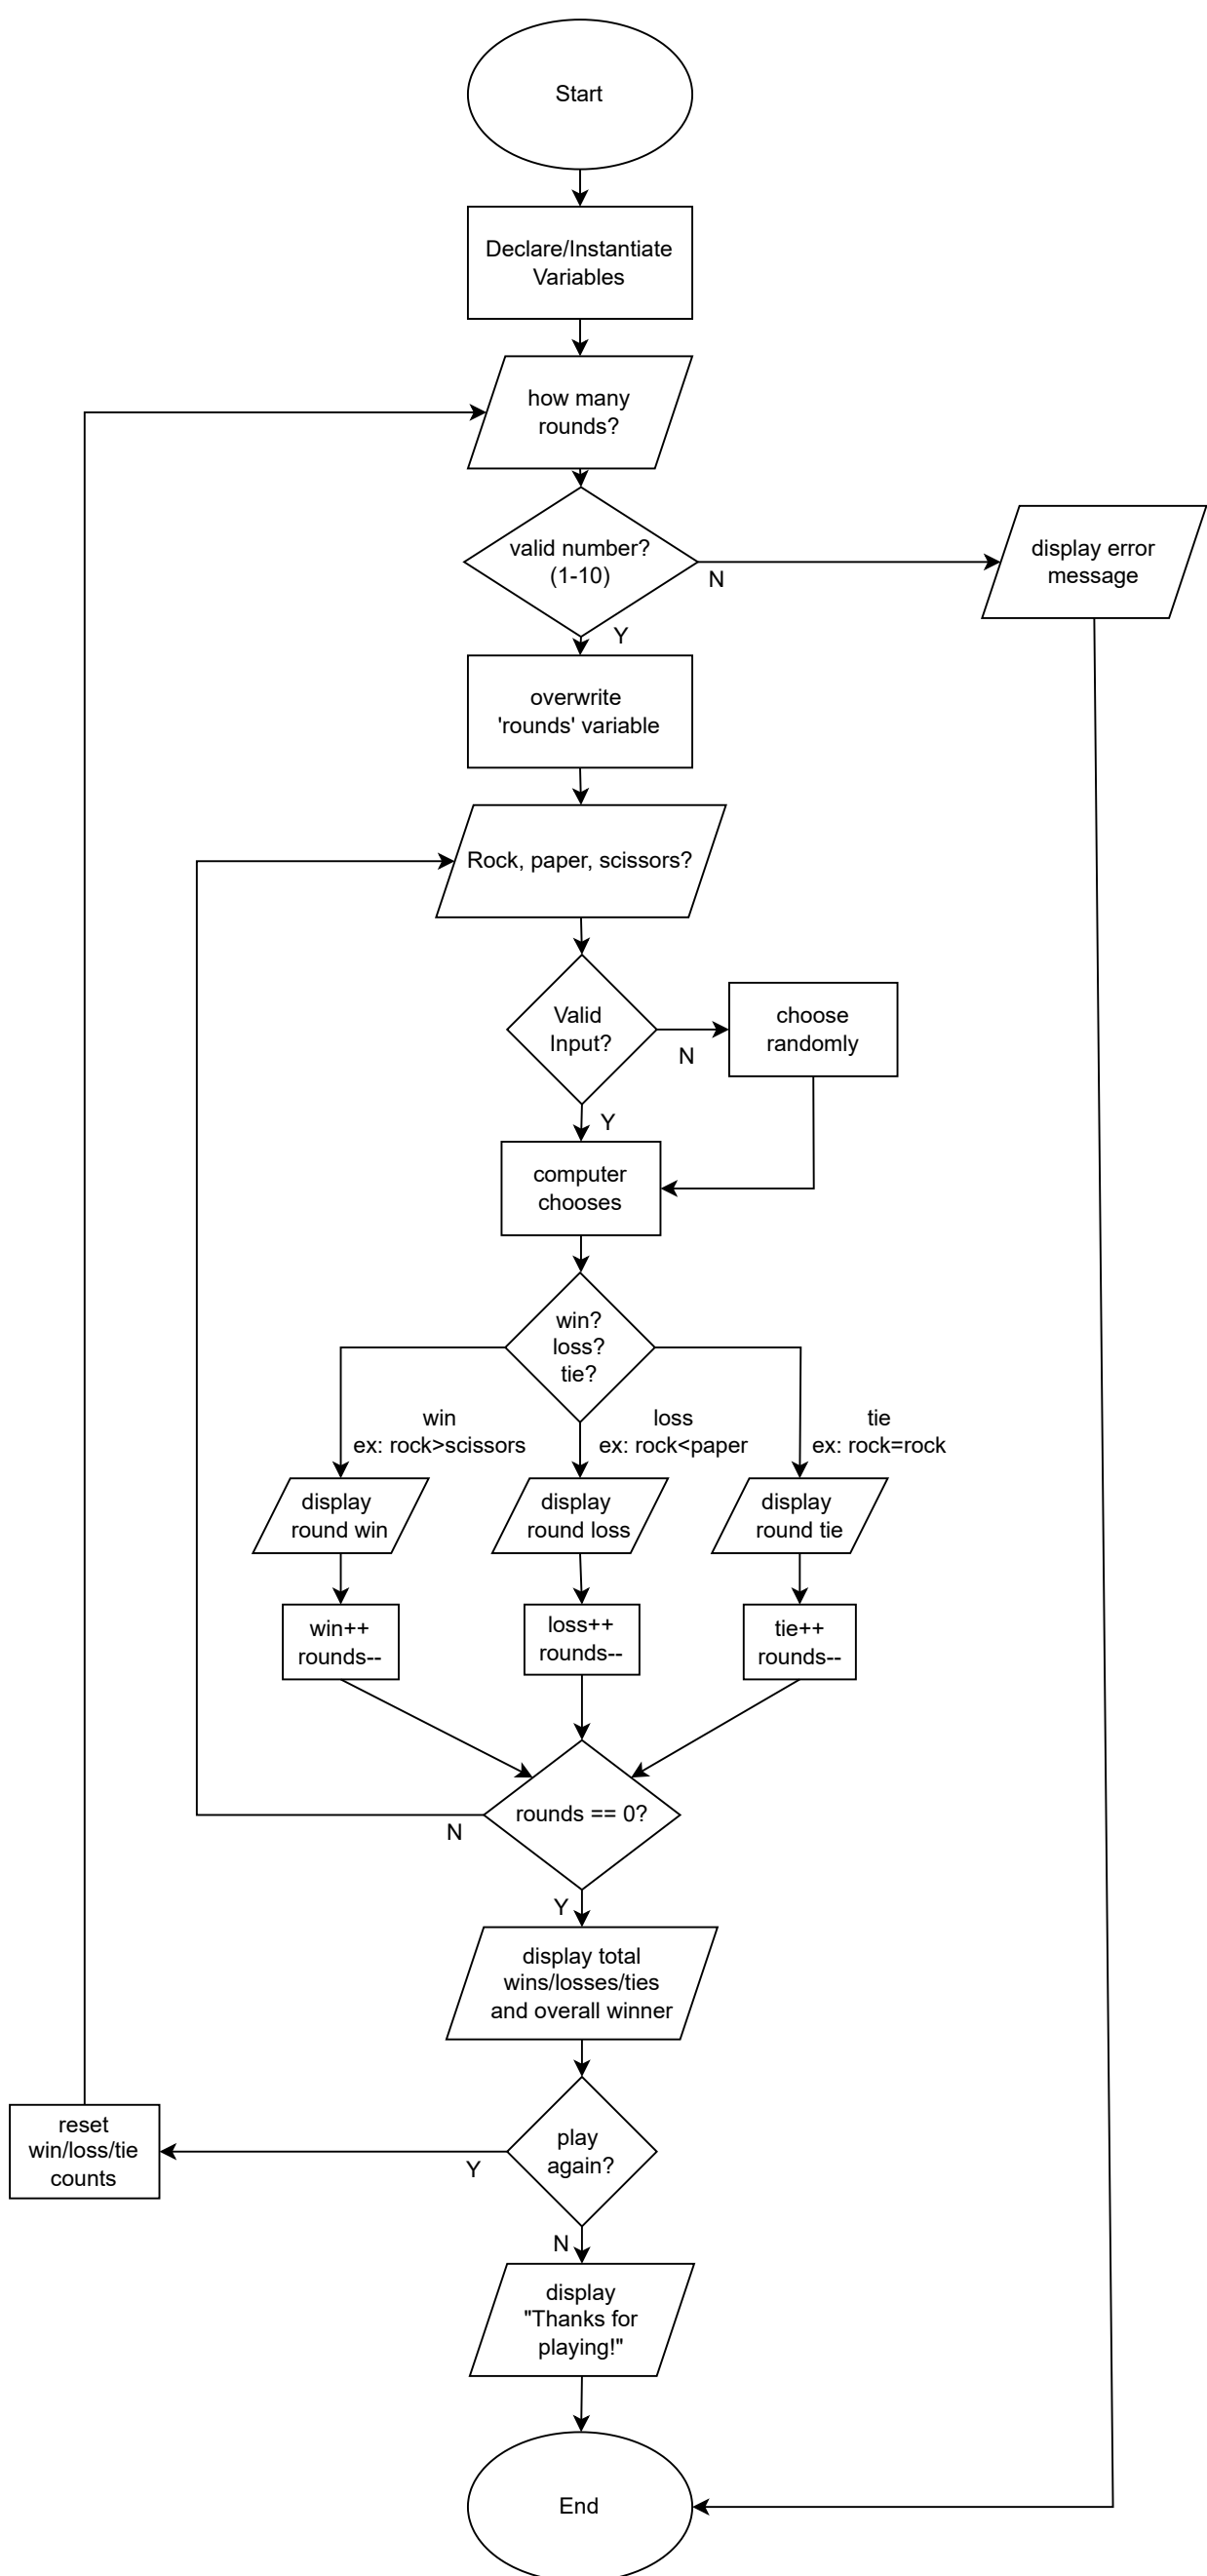 Start
Declare/Instantiate
Variables
how many
rounds?
valid number?
(1-10)
N
display error
message
Y
overwrite
'rounds' variable
Rock, paper, scissors?
Valid
Input?
N
choose
randomly
Y
computer
chooses
win?
loss?
tie?
win
ex: rock>scissors
loss
ex: rock<paper
tie
ex: rock=rock
display
round win
display
round loss
display
round tie
win++
rounds--
loss++
rounds--
tie++
rounds--
rounds == 0?
N
Y
display total
wins/losses/ties
and overall winner
play
again?
Y
reset
win/loss/tie
counts
N
display
"Thanks for
playing!"
End